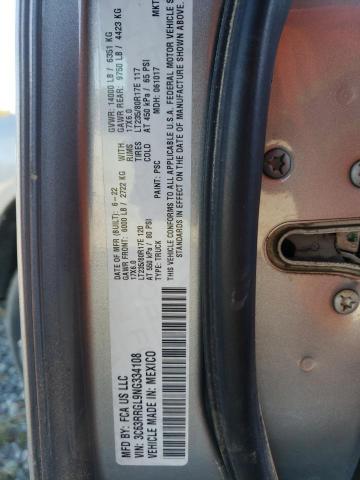 MFD BY: FCA US LLC
DATE OF MFR (BUILT): 6-22
GVWR: 14000 LB / 6351 KG
GAWR FRONT: 6000 LB / 2722 KG
WITH
GAWR REAR: 9750 LB / 4423 KG
17X6.0
RIMS
17X6.0
LT235/80R17E 120
TIRES
LT235/80R17E 117
AT 550 kPa / 80 PSI
COLD
AT 450 kPa / 65 PSI
THIS VEHICLE CONFORMS TO ALL APPLICABLE U.S.A. FEDERAL MOTOR VEHICLE
STANDARDS IN EFFECT ON THE DATE OF MANUFACTURE SHOWN ABOVE.
VIN: 3C63RRGL9NG334108
TYPE: TRUCK
PAINT: PSC
MDH: 061017
MKT
VEHICLE MADE IN: MEXICO